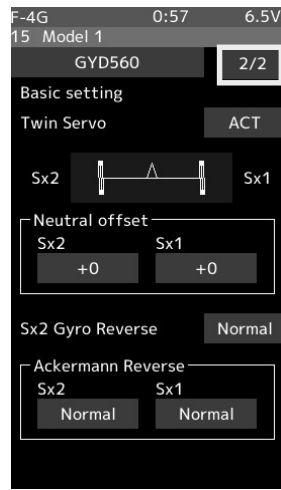 F-4G 0:57 6.5V
15 Model 1
GYD560 2/2
Basic setting
Twin Servo ACT
Sx2 Sx1
Neutral offset
Sx2 Sx1
+0 +0
Sx2 Gyro Reverse Normal
Ackermann Reverse
Sx2 Sx1
Normal Normal